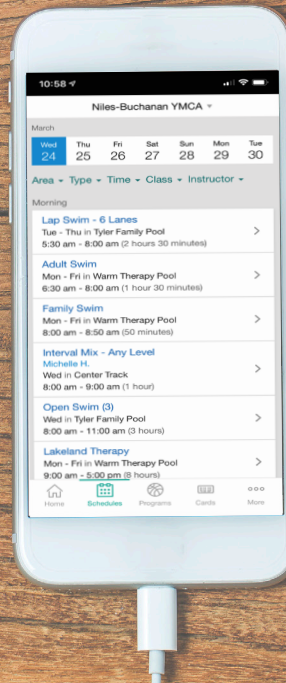 10:58
Niles-Buchanan YMCA
March
Wed Thu Fri Sat Sun Mon Tue
24 25 26 27 28 29 30
Area Type Time Class Instructor
Morning
Lap Swim - 6 Lanes
Tue - Thu in Tyler Family Pool
5:30 am - 8:00 am (2 hours 30 minutes)
Adult Swim
Mon - Fri in Warm Therapy Pool
6:30 am - 8:00 am (1 hour 30 minutes)
Family Swim
Mon - Fri in Warm Therapy Pool
8:00 am - 8:50 am (50 minutes)
Interval Mix - Any Level
Michelle H.
Wed in Center Track
8:00 am - 9:00 am (1 hour)
Open Swim (3)
Wed in Tyler Family Pool
8:00 am - 11:00 am (3 hours)
Lakeland Therapy
Mon - Fri in Warm Therapy Pool
9:00 am - 5:00 pm (8 hours)
Home Schedules Programs Cards More